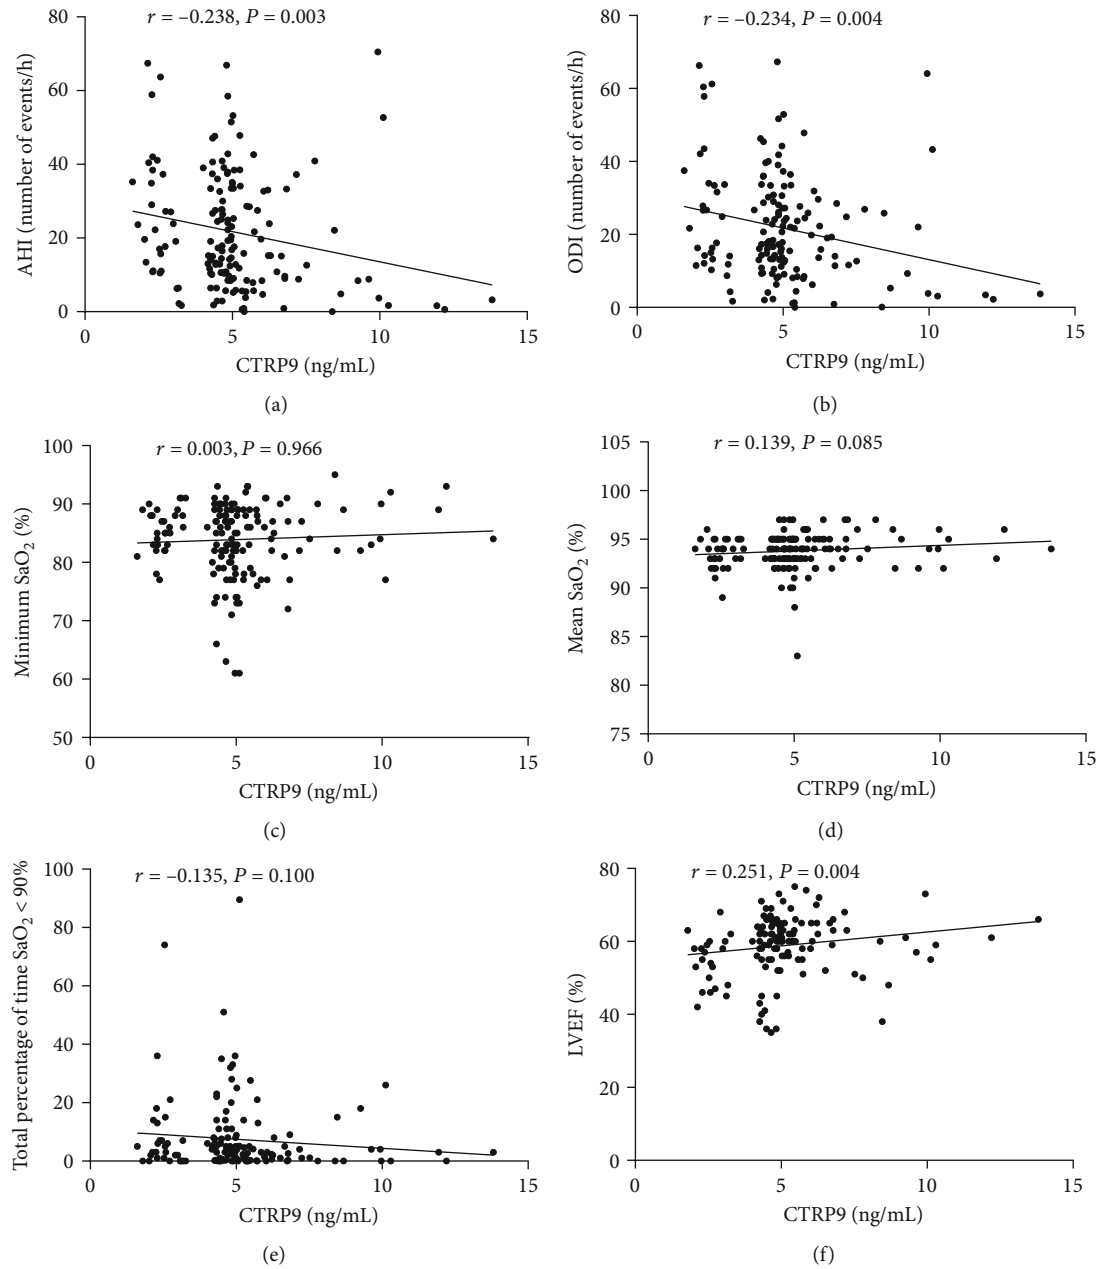 r = –0.238, P = 0.003
80
60
40
20
0
AHI (number of events/h)
0 5 10 15
CTRP9 (ng/mL)
(a)
r = –0.234, P = 0.004
80
60
40
20
0
ODI (number of events/h)
0 5 10 15
CTRP9 (ng/mL)
(b)
r = 0.003, P = 0.966
100
90
80
70
60
50
Minimum SaO₂ (%)
0 5 10 15
CTRP9 (ng/mL)
(c)
r = 0.139, P = 0.085
105
100
95
90
85
80
75
Mean SaO₂ (%)
0 5 10 15
CTRP9 (ng/mL)
(d)
r = –0.135, P = 0.100
100
80
60
40
20
0
Total percentage of time SaO₂ < 90%
0 5 10 15
CTRP9 (ng/mL)
(e)
r = 0.251, P = 0.004
80
60
40
20
0
LVEF (%)
0 5 10 15
CTRP9 (ng/mL)
(f)